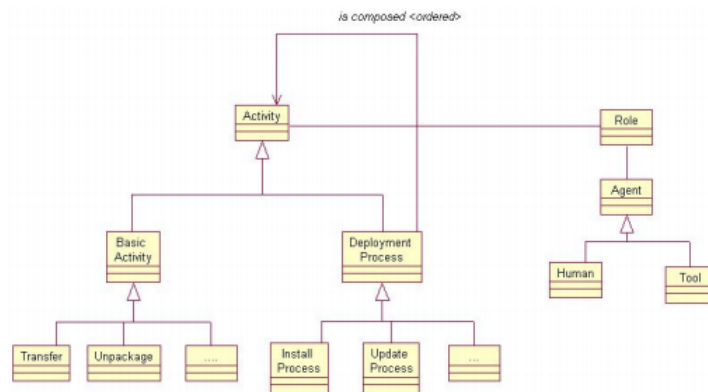 is composed <ordered>
Activity
Role
Agent
Basic
Activity
Deployment
Process
Human
Tool
Transfer
Unpackage
....
Install
Process
Update
Process
...